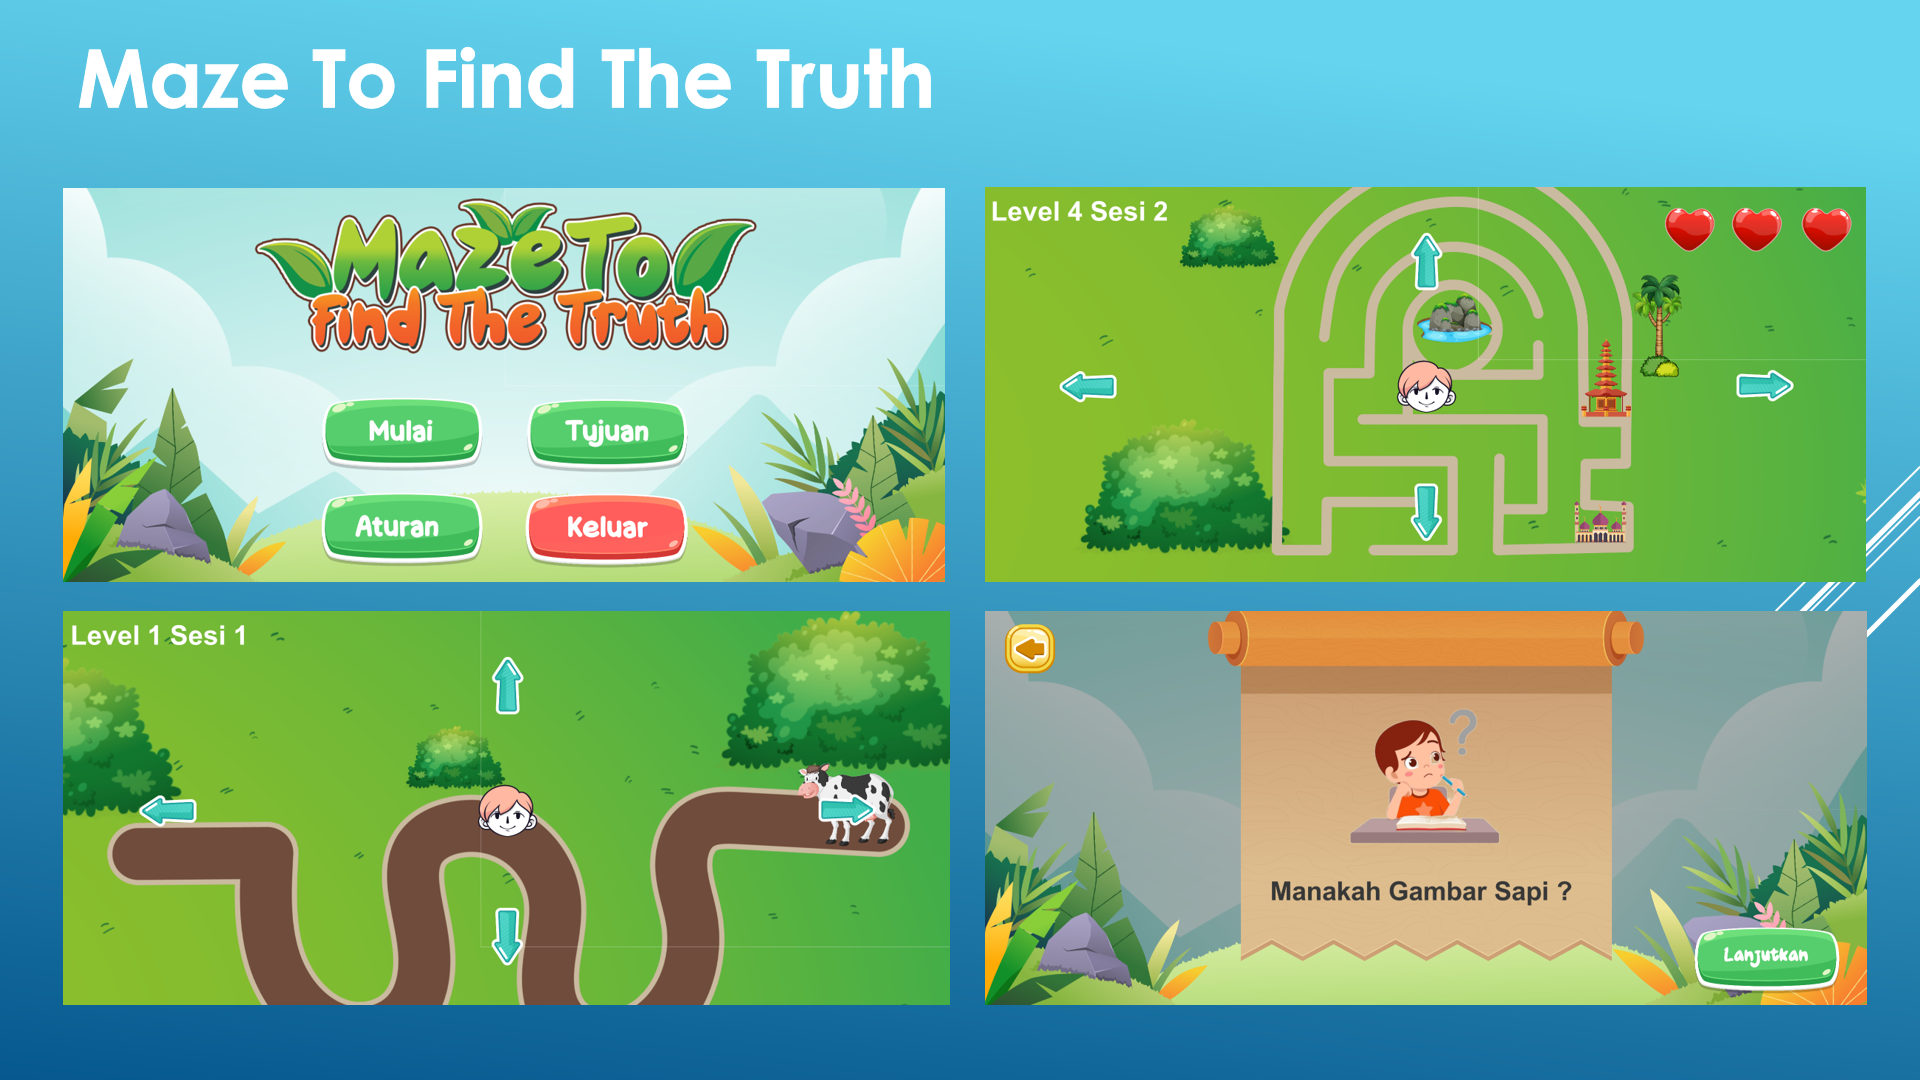 Maze To Find The Truth
Maze To
Find The Truth
Mulai
Tujuan
Aturan
Keluar
Level 4 Sesi 2
Level 1 Sesi 1
?
Manakah Gambar Sapi ?
Lanjutkan